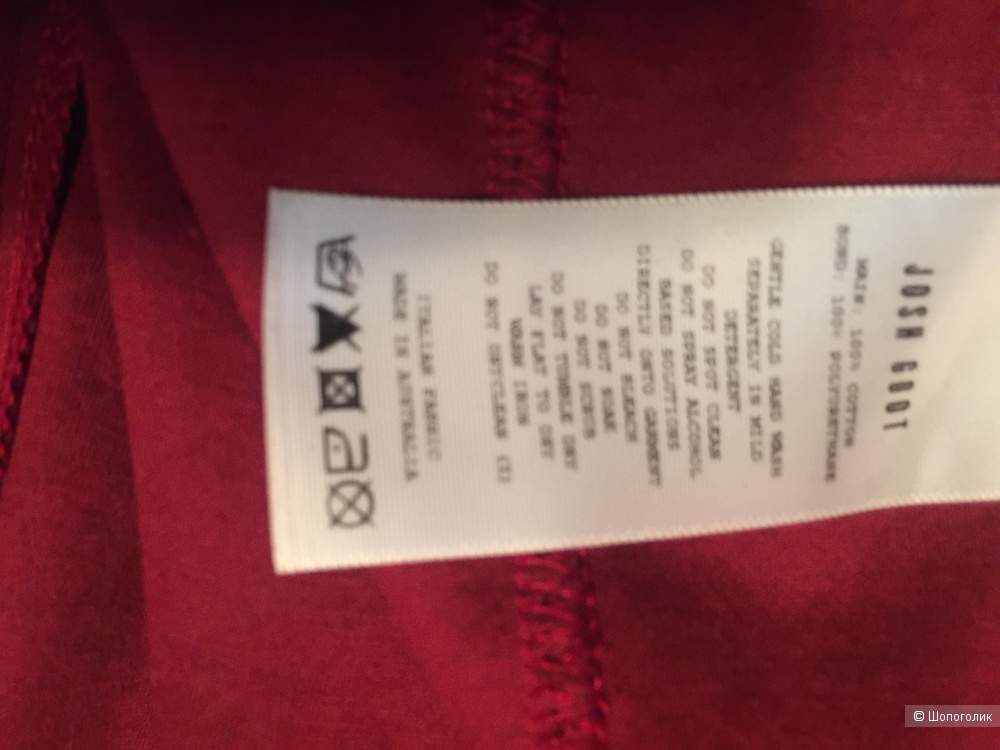 JOSH GOOT
MAIN: 100% COTTON
BOND: 100% POLYURETHANE
GENTLE COLD HAND WASH
SEPARATELY IN MILD
DETERGENT
DO NOT SPOT CLEAN
DO NOT SPRAY ALCOHOL
BASED SOLUTIONS
DIRECTLY ONTO GARMENT
DO NOT BLEACH
DO NOT SOAK
DO NOT SCRUB
DO NOT TUMBLE DRY
LAY FLAT TO DRY
WARM IRON
DO NOT DRYCLEAN
ITALIAN FABRIC
MADE IN AUSTRALIA
© Шопоголик